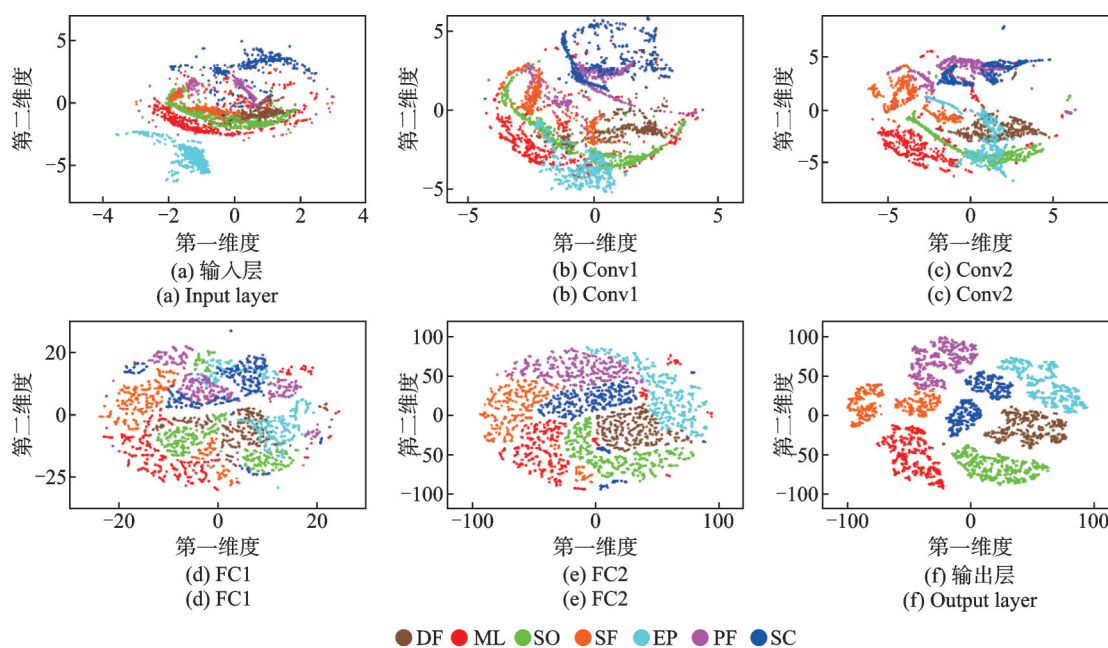 第二维度
5
0
−5
−4
−2
0
2
4
第一维度
(a) 输入层
(a) Input layer
第二维度
5
0
−5
−5
0
5
第一维度
(b) Conv1
(b) Conv1
第二维度
5
0
−5
−5
0
5
第一维度
(c) Conv2
(c) Conv2
第二维度
20
0
−25
−20
0
20
第一维度
(d) FC1
(d) FC1
第二维度
100
50
0
−50
−100
−100
0
100
第一维度
(e) FC2
(e) FC2
第二维度
100
50
0
−50
−100
−100
0
100
第一维度
(f) 输出层
(f) Output layer
DF ML SO SF EP PF SC